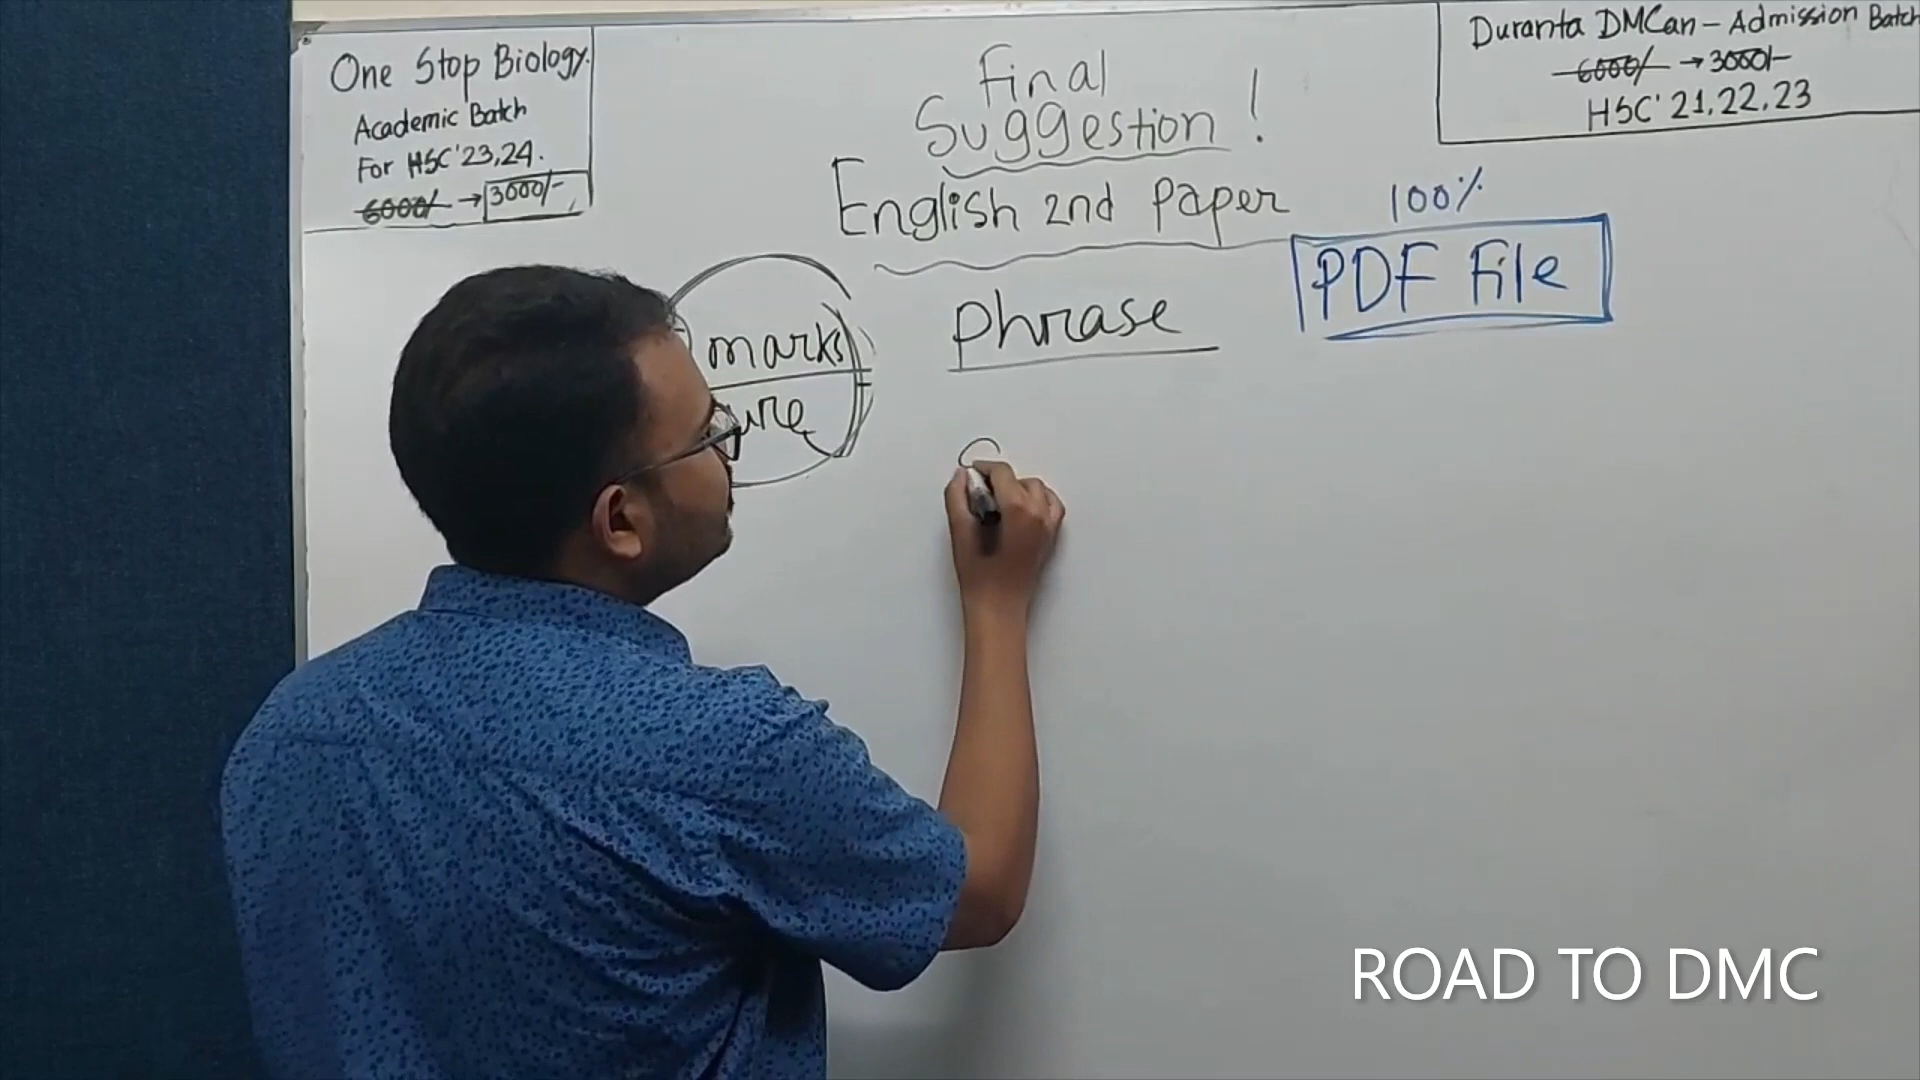 One Stop Biology.
Academic Batch
For HSC'23,24.
6000/- → 3000/-
Final
Suggestion!
English 2nd Paper
Duranta DMCan - Admission Batch
6000/- → 3000/-
HSC'21,22,23
100%
PDF File
marks
Phrase
ROAD TO DMC